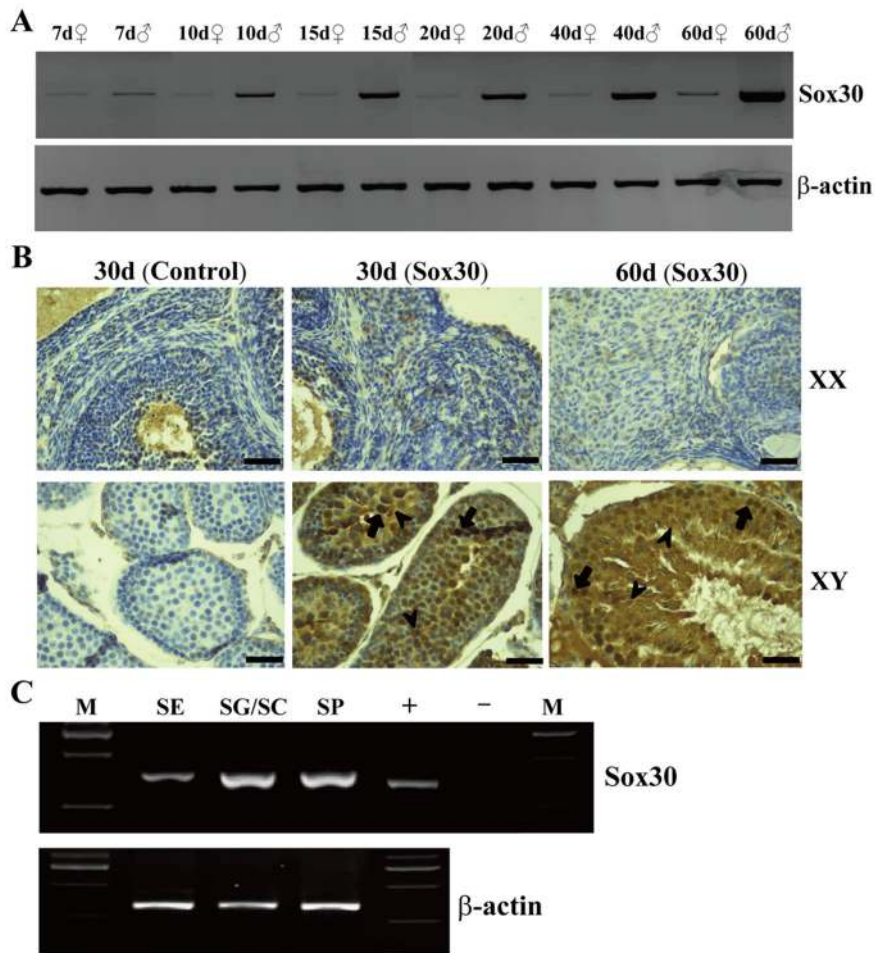 A
7d♀ 7d♂ 10d♀ 10d♂ 15d♀ 15d♂ 20d♀ 20d♂ 40d♀ 40d♂ 60d♀ 60d♂
Sox30
β-actin
B
30d (Control) 30d (Sox30) 60d (Sox30)
XX
XY
C
M SE SG/SC SP + − M
Sox30
β-actin